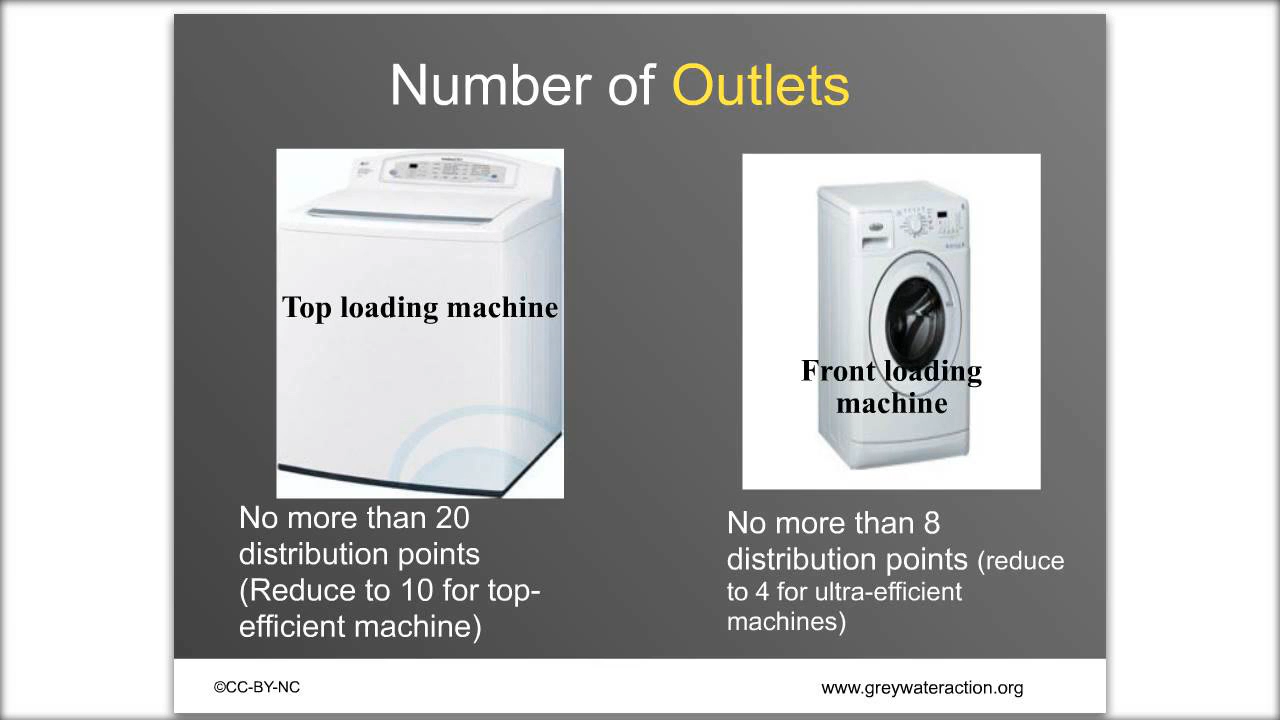 Number of Outlets
Top loading machine
Front loading
machine
No more than 20
distribution points
(Reduce to 10 for top-
efficient machine)
No more than 8
distribution points (reduce
to 4 for ultra-efficient
machines)
©CC-BY-NC
www.greywateraction.org